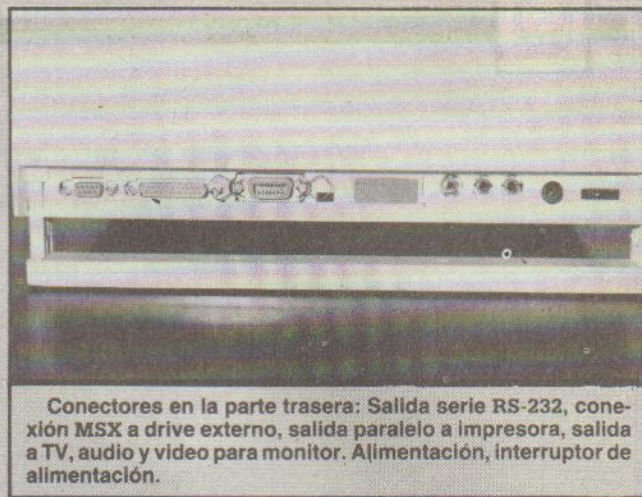 Conectores en la parte trasera: Salida serie RS-232, cone-
xión MSX a drive externo, salida paralelo a impresora, salida
a TV, audio y video para monitor. Alimentación, interruptor de
alimentación.